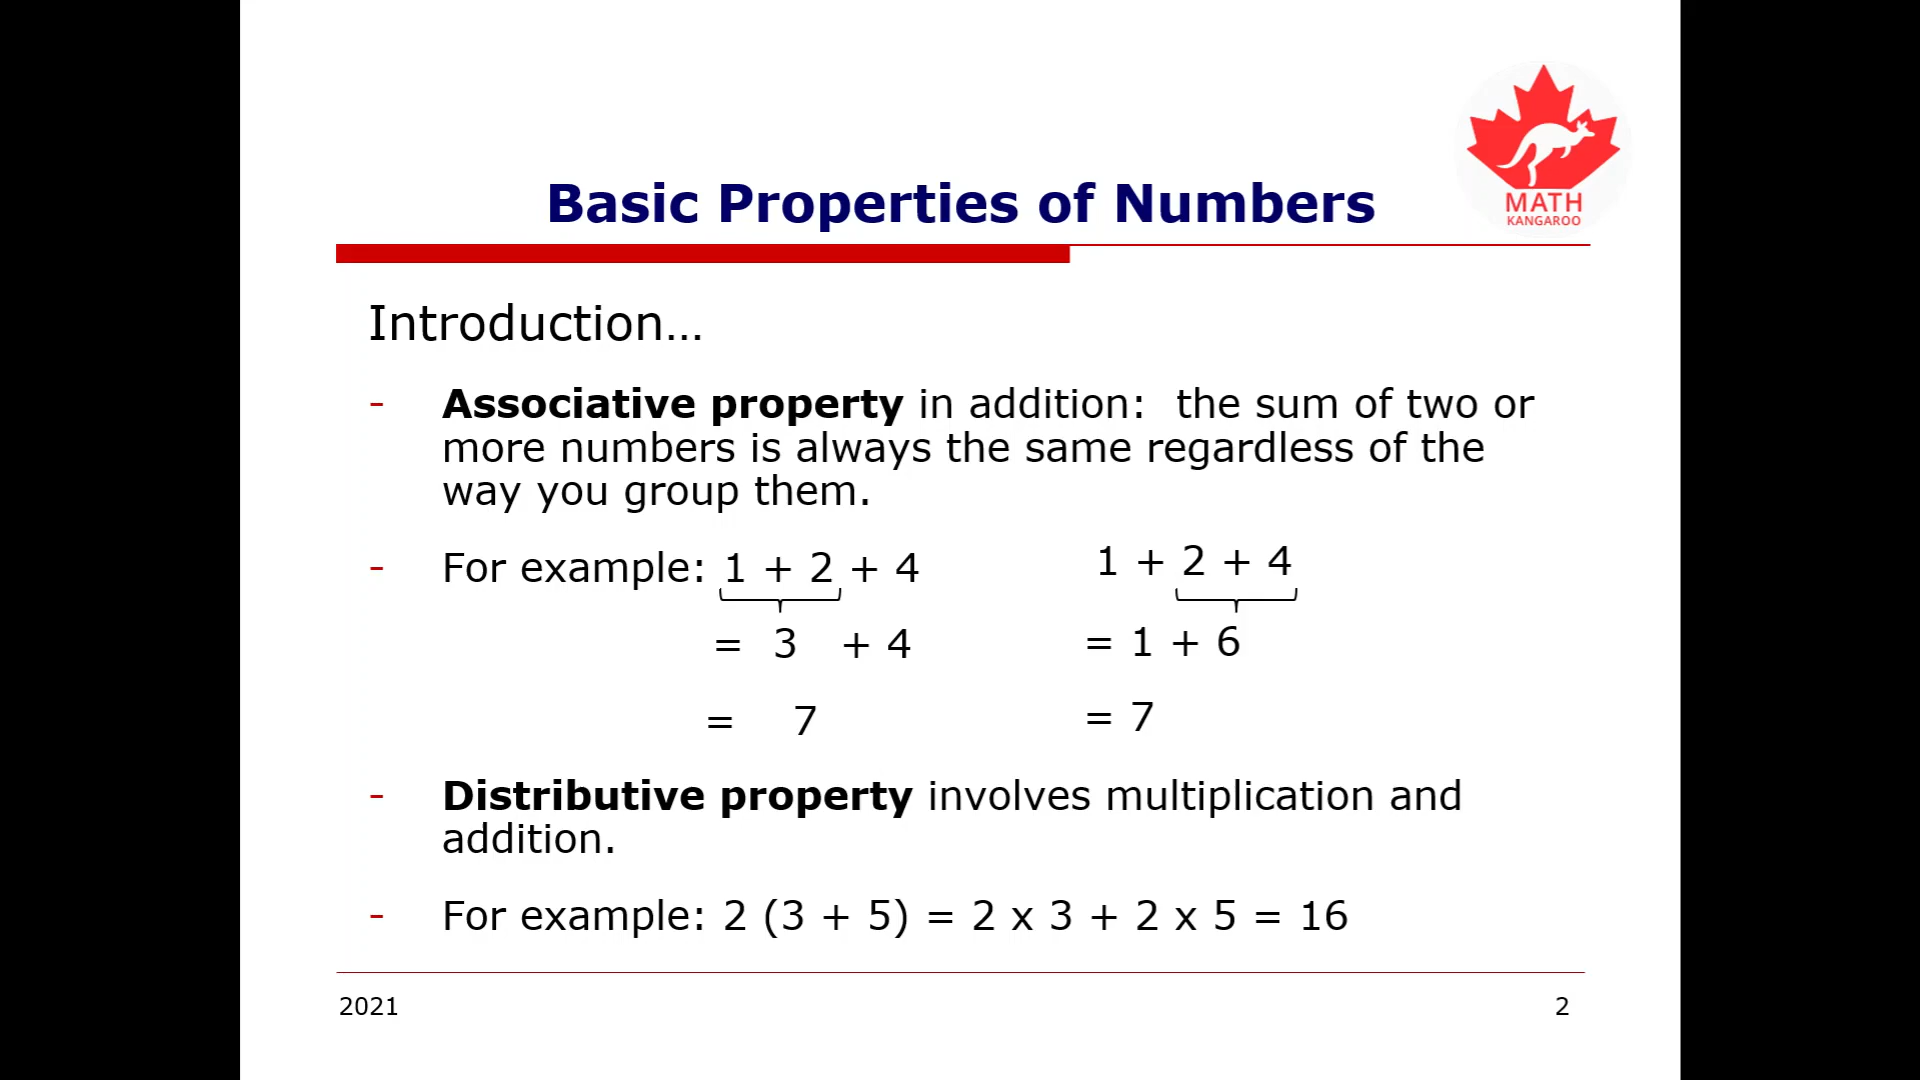 MATH
KANGAROO
Basic Properties of Numbers
Introduction...
- Associative property in addition:  the sum of two or
more numbers is always the same regardless of the
way you group them.
- For example: 1 + 2 + 4
1 + 2 + 4
= 3 + 4
= 1 + 6
= 7
= 7
- Distributive property involves multiplication and
addition.
- For example: 2 (3 + 5) = 2 x 3 + 2 x 5 = 16
2021
2